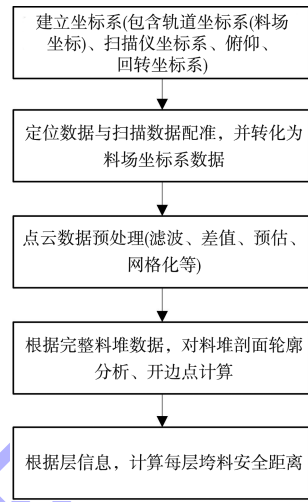 建立坐标系(包含轨道坐标系(料场
坐标)、扫描仪坐标系、俯仰、
回转坐标系)
定位数据与扫描数据配准，并转化为
料场坐标系数据
点云数据预处理(滤波、差值、预估、
网格化等)
根据完整料堆数据，对料堆剖面轮廓
分析、开边点计算
根据层信息，计算每层垮料安全距离